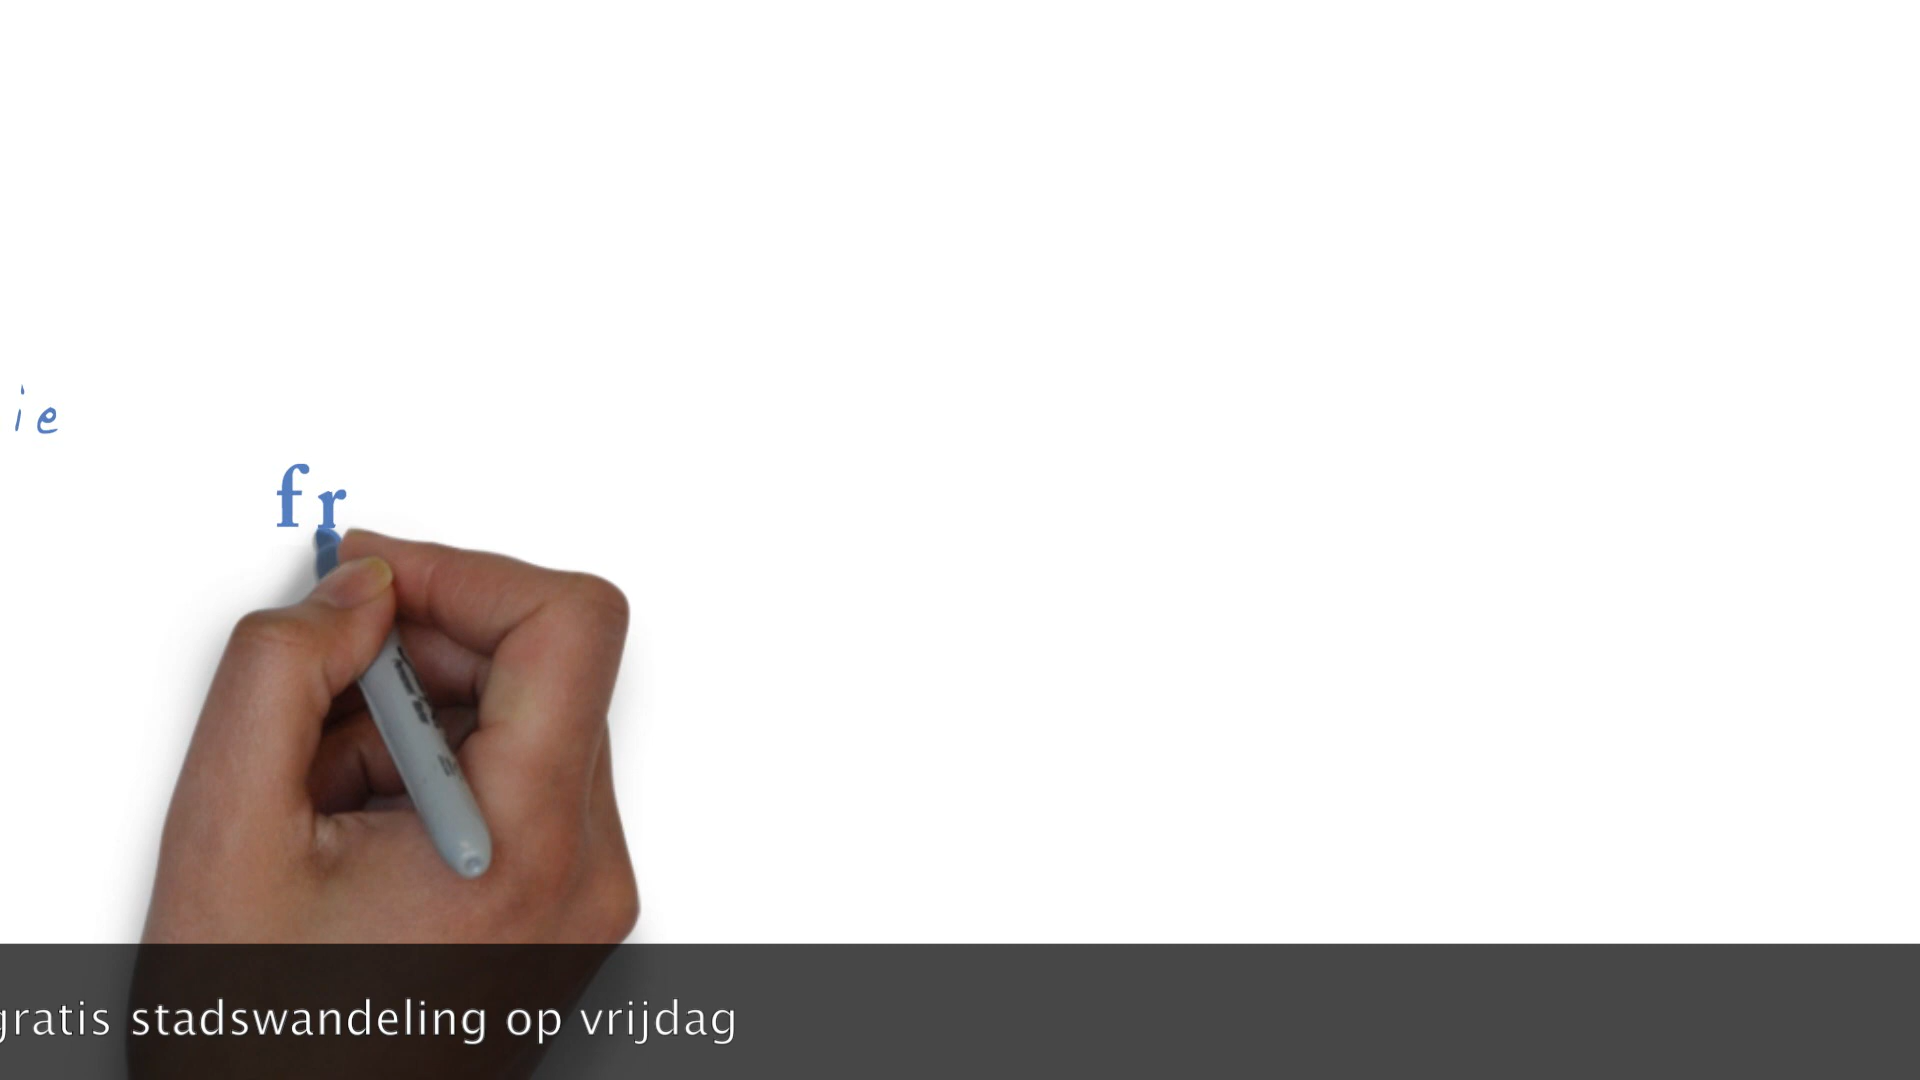 ie
fr
gratis stadswandeling op vrijdag